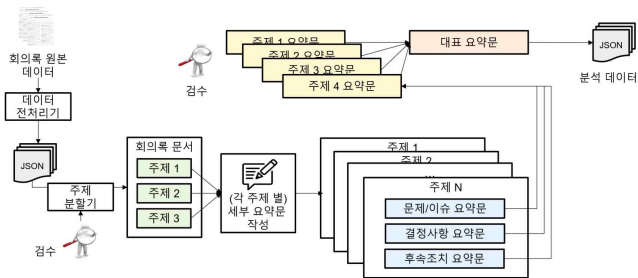 회의록 원본
데이터
데이터
전처리기
JSON
주제
분할기
검수
회의록 문서
주제 1
주제 2
주제 3
(각 주제 별)
세부 요약문
작성
주제 1
주제 2
...
주제 N
문제/이슈 요약문
결정사항 요약문
후속조치 요약문
검수
주제 1 요약문
주제 2 요약문
주제 3 요약문
주제 4 요약문
대표 요약문
JSON
분석 데이터